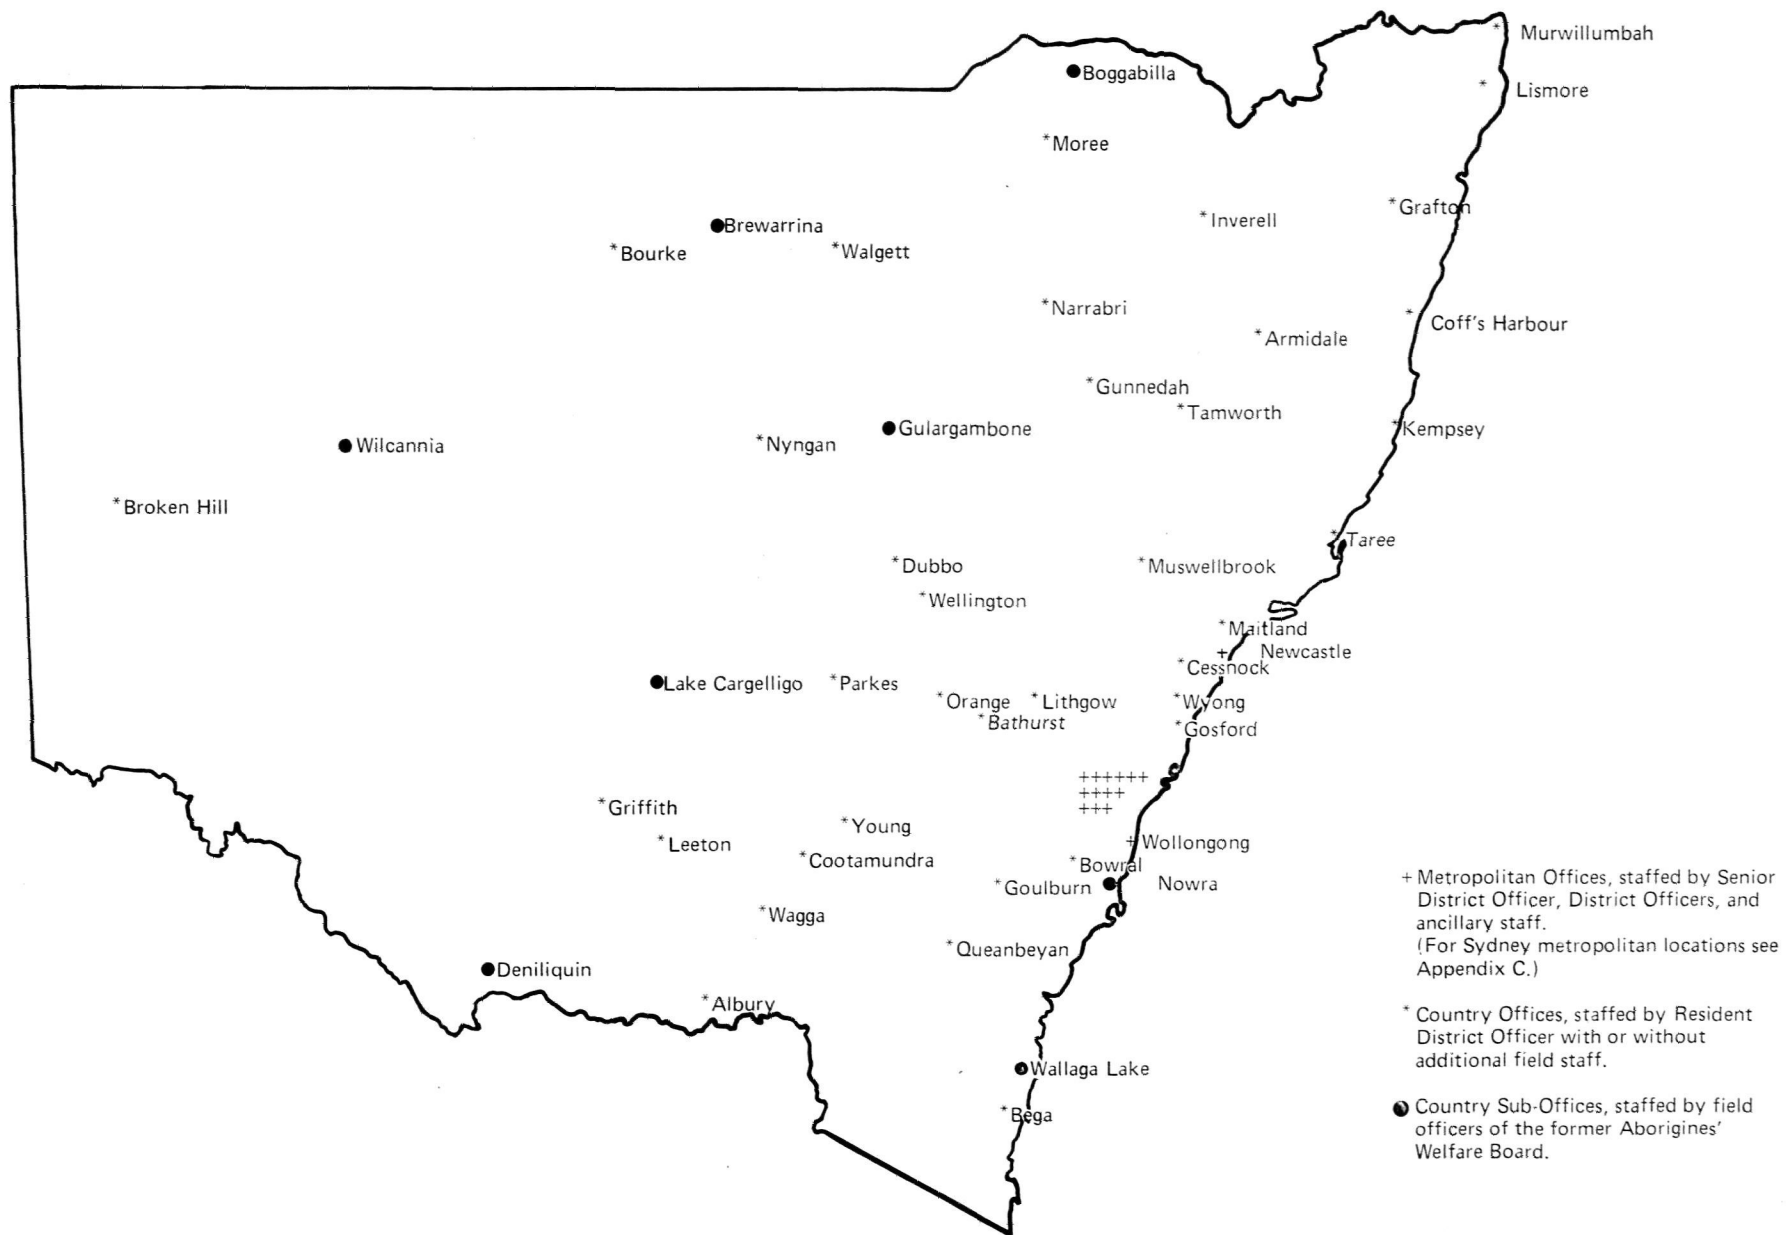 * Murwillumbah
● Boggabilla
* Lismore
*Moree
*Grafton
*Inverell
●Brewarrina
*Bourke
*Walgett
*Narrabri
* Coff's Harbour
*Armidale
*Gunnedah
*Tamworth
●Gulargambone
*Kempsey
● Wilcannia
*Nyngan
*Broken Hill
*Taree
*Dubbo
*Muswellbrook
*Wellington
*Maitland
+ Newcastle
*Cessnock
●Lake Cargelligo
*Parkes
*Orange
*Lithgow
*Wyong
*Bathurst
*Gosford
++++++
++++
+++
*Griffith
*Young
*Leeton
+Wollongong
*Cootamundra
*Bowral
*Goulburn
● Nowra
*Wagga
*Queanbeyan
●Deniliquin
*Albury
●Wallaga Lake
*Bega
+ Metropolitan Offices, staffed by Senior
District Officer, District Officers, and
ancillary staff.
(For Sydney metropolitan locations see
Appendix C.)
* Country Offices, staffed by Resident
District Officer with or without
additional field staff.
● Country Sub-Offices, staffed by field
officers of the former Aborigines'
Welfare Board.